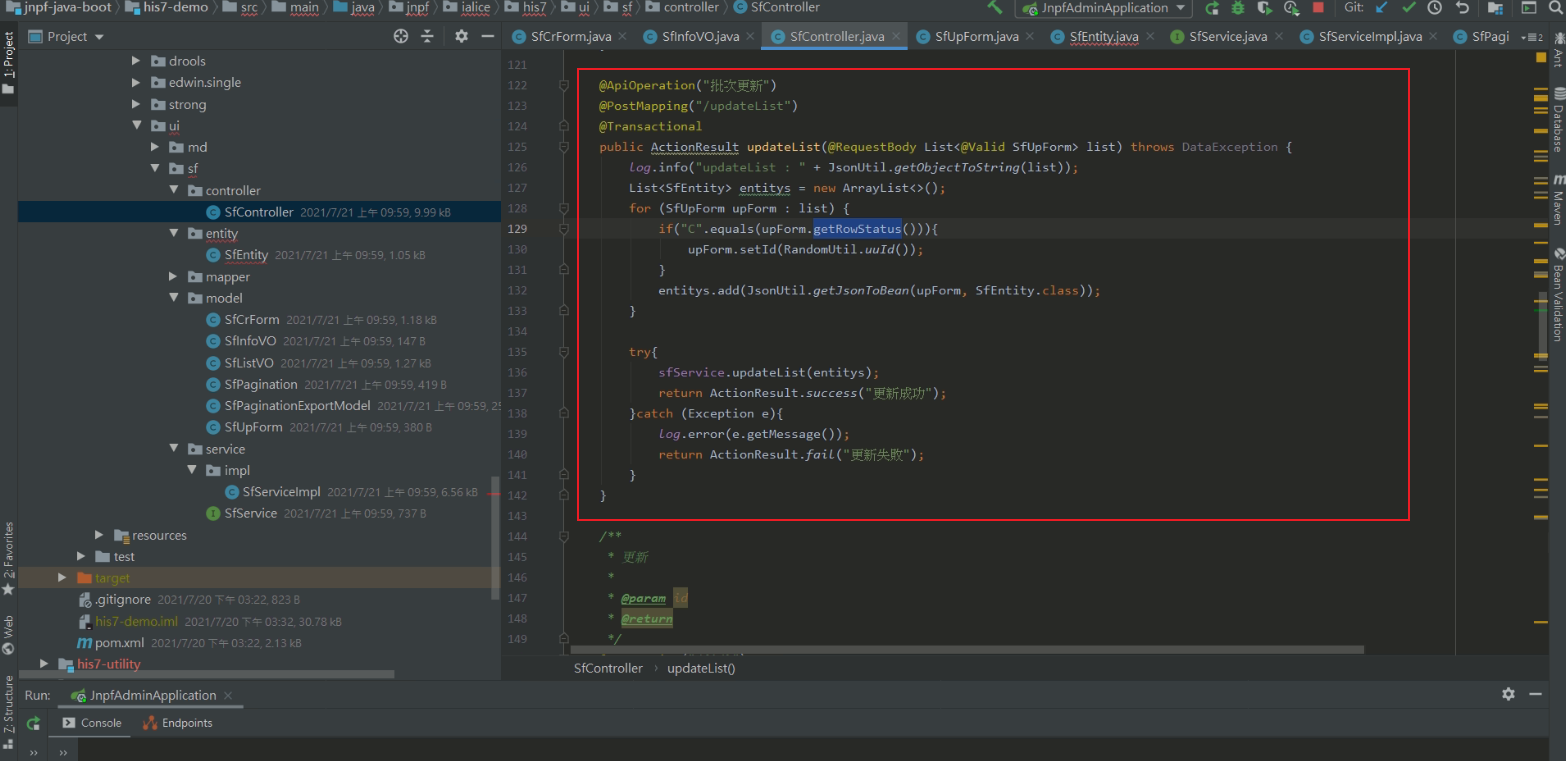 jnpf-java-boot › his7-demo › src › main › java › jnpf › ialice › his7 › ui › sf › controller › SfController
JnpfAdminApplication
Git:
Project
SfCrForm.java
SfInfoVO.java
SfController.java
SfUpForm.java
SfEntity.java
SfService.java
SfServiceImpl.java
SfPagi
1: Project
2: Favorites
Web
Z: Structure
Ant
Database
Maven
Bean Validation
drools
edwin.single
strong
ui
md
sf
controller
SfController 2021/7/21 上午 09:59, 9.99 kB
entity
SfEntity 2021/7/21 上午 09:59, 1.05 kB
mapper
model
SfCrForm 2021/7/21 上午 09:59, 1.18 kB
SfInfoVO 2021/7/21 上午 09:59, 147 B
SfListVO 2021/7/21 上午 09:59, 1.27 kB
SfPagination 2021/7/21 上午 09:59, 419 B
SfPaginationExportModel 2021/7/21 上午 09:59, 25
SfUpForm 2021/7/21 上午 09:59, 380 B
service
impl
SfServiceImpl 2021/7/21 上午 09:59, 6.56 kB
SfService 2021/7/21 上午 09:59, 737 B
resources
test
target
.gitignore 2021/7/20 下午 03:22, 823 B
his7-demo.iml 2021/7/20 下午 03:32, 30.78 kB
pom.xml 2021/7/20 下午 03:22, 2.13 kB
his7-utility
121
122 @ApiOperation("批次更新")
123 @PostMapping("/updateList")
124 @Transactional
125 public ActionResult updateList(@RequestBody List<@Valid SfUpForm> list) throws DataException {
126 log.info("updateList : " + JsonUtil.getObjectToString(list));
127 List<SfEntity> entitys = new ArrayList<>();
128 for (SfUpForm upForm : list) {
129 if("C".equals(upForm.getRowStatus())){
130 upForm.setId(RandomUtil.uuId());
131 }
132 entitys.add(JsonUtil.getJsonToBean(upForm, SfEntity.class));
133 }
134
135 try{
136 sfService.updateList(entitys);
137 return ActionResult.success("更新成功");
138 }catch (Exception e){
139 log.error(e.getMessage());
140 return ActionResult.fail("更新失敗");
141 }
142 }
143
144 /**
145 * 更新
146 *
147 * @param id
148 * @return
149 */
SfController › updateList()
Run: JnpfAdminApplication
Console
Endpoints